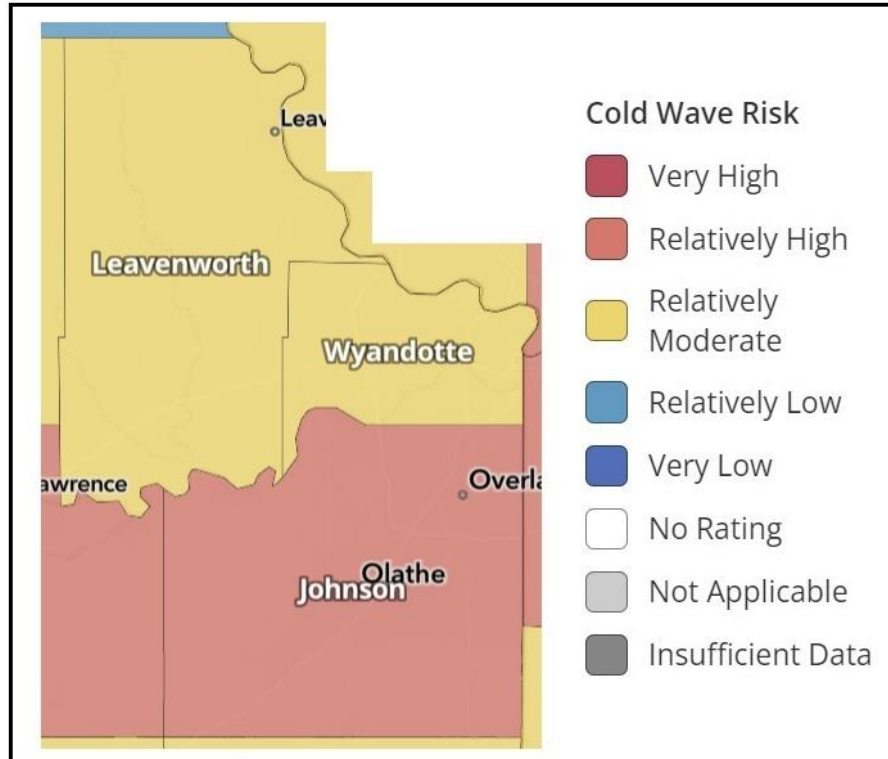 Leav
Leavenworth
Wyandotte
awrence
Overla
Olathe
Johnson
Cold Wave Risk
Very High
Relatively High
Relatively
Moderate
Relatively Low
Very Low
No Rating
Not Applicable
Insufficient Data